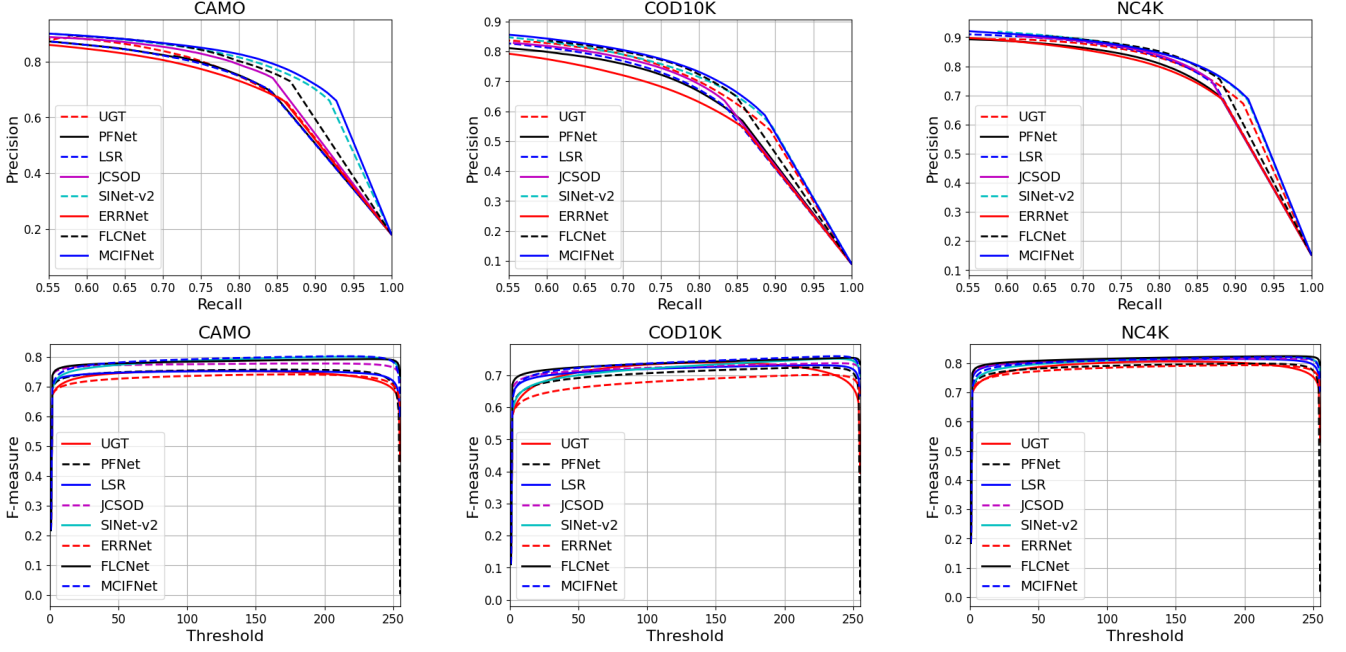 CAMO
COD10K
NC4K
Precision
0.8
0.6
0.4
0.2
UGT
PFNet
LSR
JCSOD
SINet-v2
ERRNet
FLCNet
MCIFNet
0.55 0.60 0.65 0.70 0.75 0.80 0.85 0.90 0.95 1.00
Recall
Precision
0.9
0.8
0.7
0.6
0.5
0.4
0.3
0.2
0.1
UGT
PFNet
LSR
JCSOD
SINet-v2
ERRNet
FLCNet
MCIFNet
0.55 0.60 0.65 0.70 0.75 0.80 0.85 0.90 0.95 1.00
Recall
Precision
0.9
0.8
0.7
0.6
0.5
0.4
0.3
0.2
0.1
UGT
PFNet
LSR
JCSOD
SINet-v2
ERRNet
FLCNet
MCIFNet
0.55 0.60 0.65 0.70 0.75 0.80 0.85 0.90 0.95 1.00
Recall
CAMO
COD10K
NC4K
F-measure
0.8
0.7
0.6
0.5
0.4
0.3
0.2
0.1
0.0
UGT
PFNet
LSR
JCSOD
SINet-v2
ERRNet
FLCNet
MCIFNet
0 50 100 150 200 250
Threshold
F-measure
0.7
0.6
0.5
0.4
0.3
0.2
0.1
0.0
UGT
PFNet
LSR
JCSOD
SINet-v2
ERRNet
FLCNet
MCIFNet
0 50 100 150 200 250
Threshold
F-measure
0.8
0.7
0.6
0.5
0.4
0.3
0.2
0.1
0.0
UGT
PFNet
LSR
JCSOD
SINet-v2
ERRNet
FLCNet
MCIFNet
0 50 100 150 200 250
Threshold